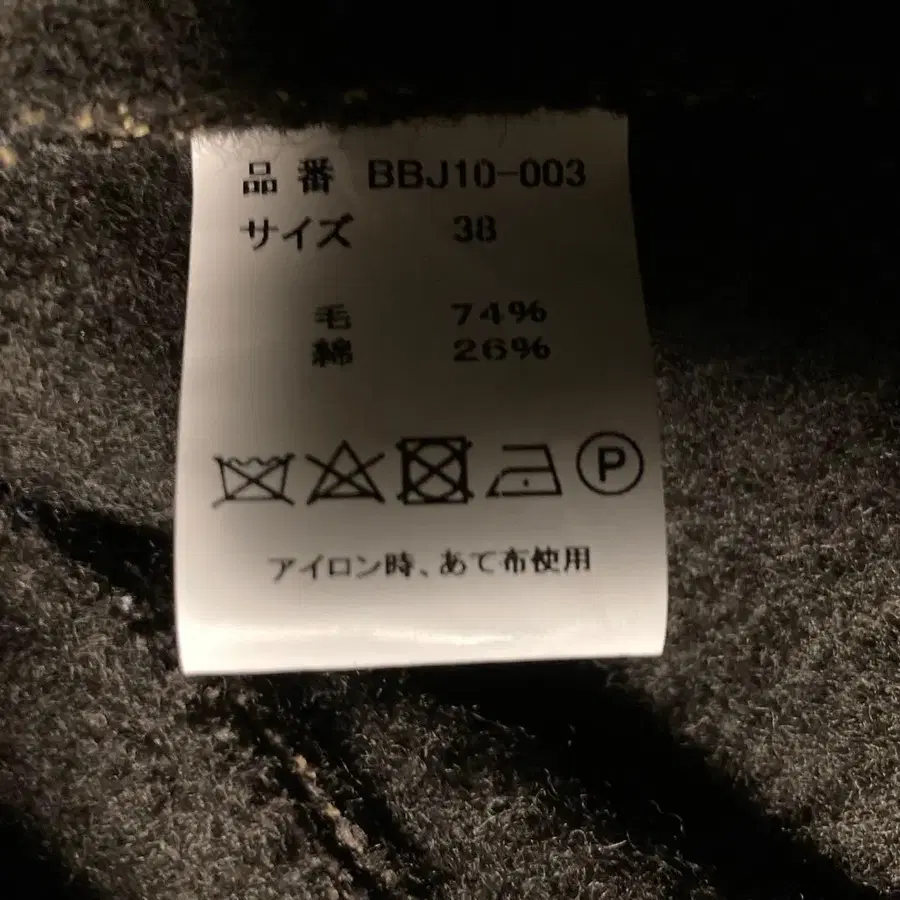 品番 BBJ10-003
サイズ 38
毛 74%
綿 26%
P
アイロン時、あて布使用